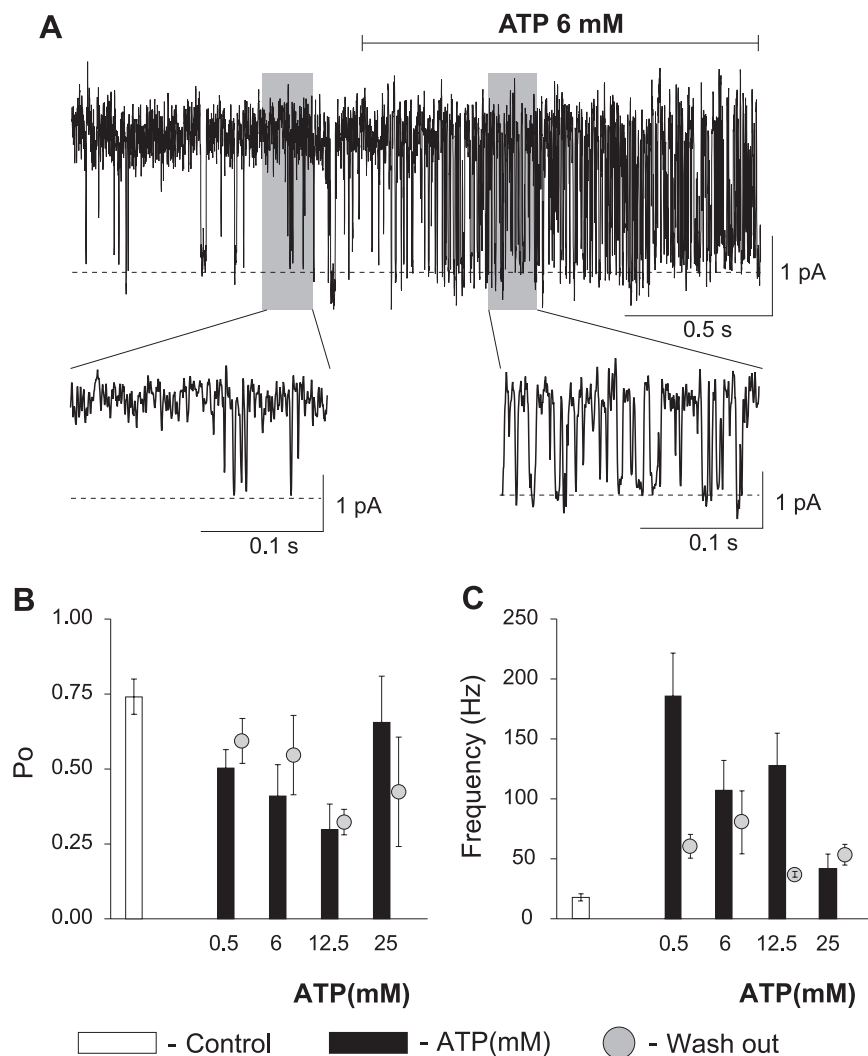 A
ATP 6 mM
1 pA
0.5 s
1 pA
0.1 s
1 pA
0.1 s
B
1.00
0.75
0.50
0.25
0.00
Po
0.5 6 12.5 25
ATP(mM)
C
250
200
150
100
50
0
Frequency (Hz)
0.5 6 12.5 25
ATP(mM)
- Control - ATP(mM) - Wash out